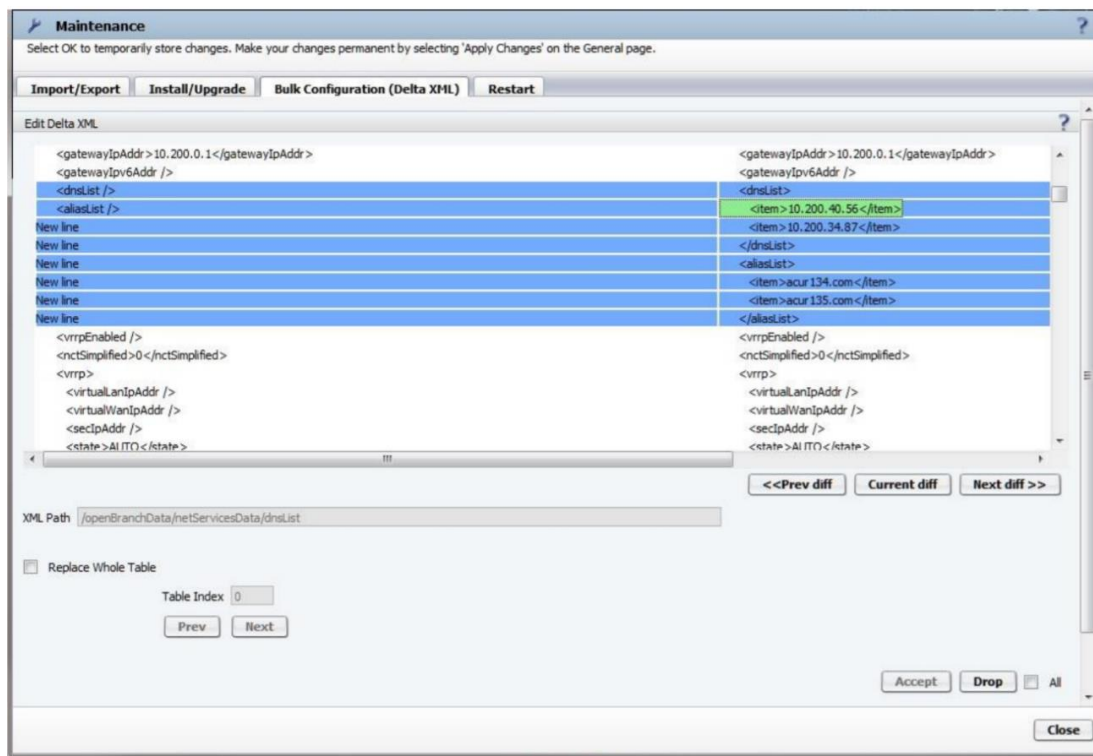 Maintenance
?
Select OK to temporarily store changes. Make your changes permanent by selecting 'Apply Changes' on the General page.
Import/Export Install/Upgrade Bulk Configuration (Delta XML) Restart
Edit Delta XML ?
<gatewayIpAddr>10.200.0.1</gatewayIpAddr> <gatewayIpAddr>10.200.0.1</gatewayIpAddr>
<gatewayIpv6Addr /> <gatewayIpv6Addr />
<dnsList /> <dnsList>
<aliasList /> <item>10.200.40.56</item>
New line <item>10.200.34.87</item>
New line </dnsList>
New line <aliasList>
New line <item>acur134.com</item>
New line <item>acur135.com</item>
New line </aliasList>
<vrrpEnabled /> <vrrpEnabled />
<nctSimplified>0</nctSimplified> <nctSimplified>0</nctSimplified>
<vrrp> <vrrp>
<virtualLanIpAddr /> <virtualLanIpAddr />
<virtualWanIpAddr /> <virtualWanIpAddr />
<secIpAddr /> <secIpAddr />
<state>AUTO</state> <state>AUTO</state>
<<Prev diff Current diff Next diff >>
XML Path /openBranchData/netServicesData/dnsList
Replace Whole Table
Table Index 0
Prev Next
Accept Drop All
Close